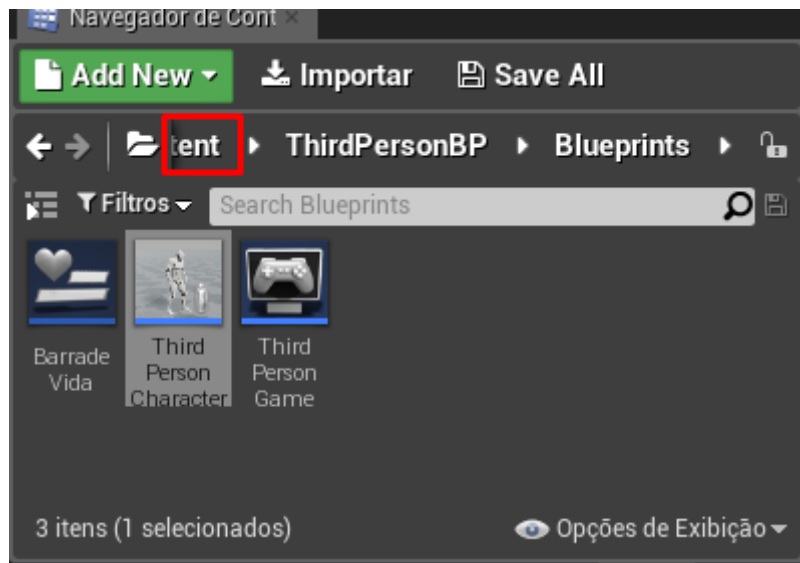 Navegador de Cont
Add New Importar Save All
tent ThirdPersonBP Blueprints
Filtros Search Blueprints
Barrade
Vida
Third
Person
Character
Third
Person
Game
3 itens (1 selecionados) Opções de Exibição